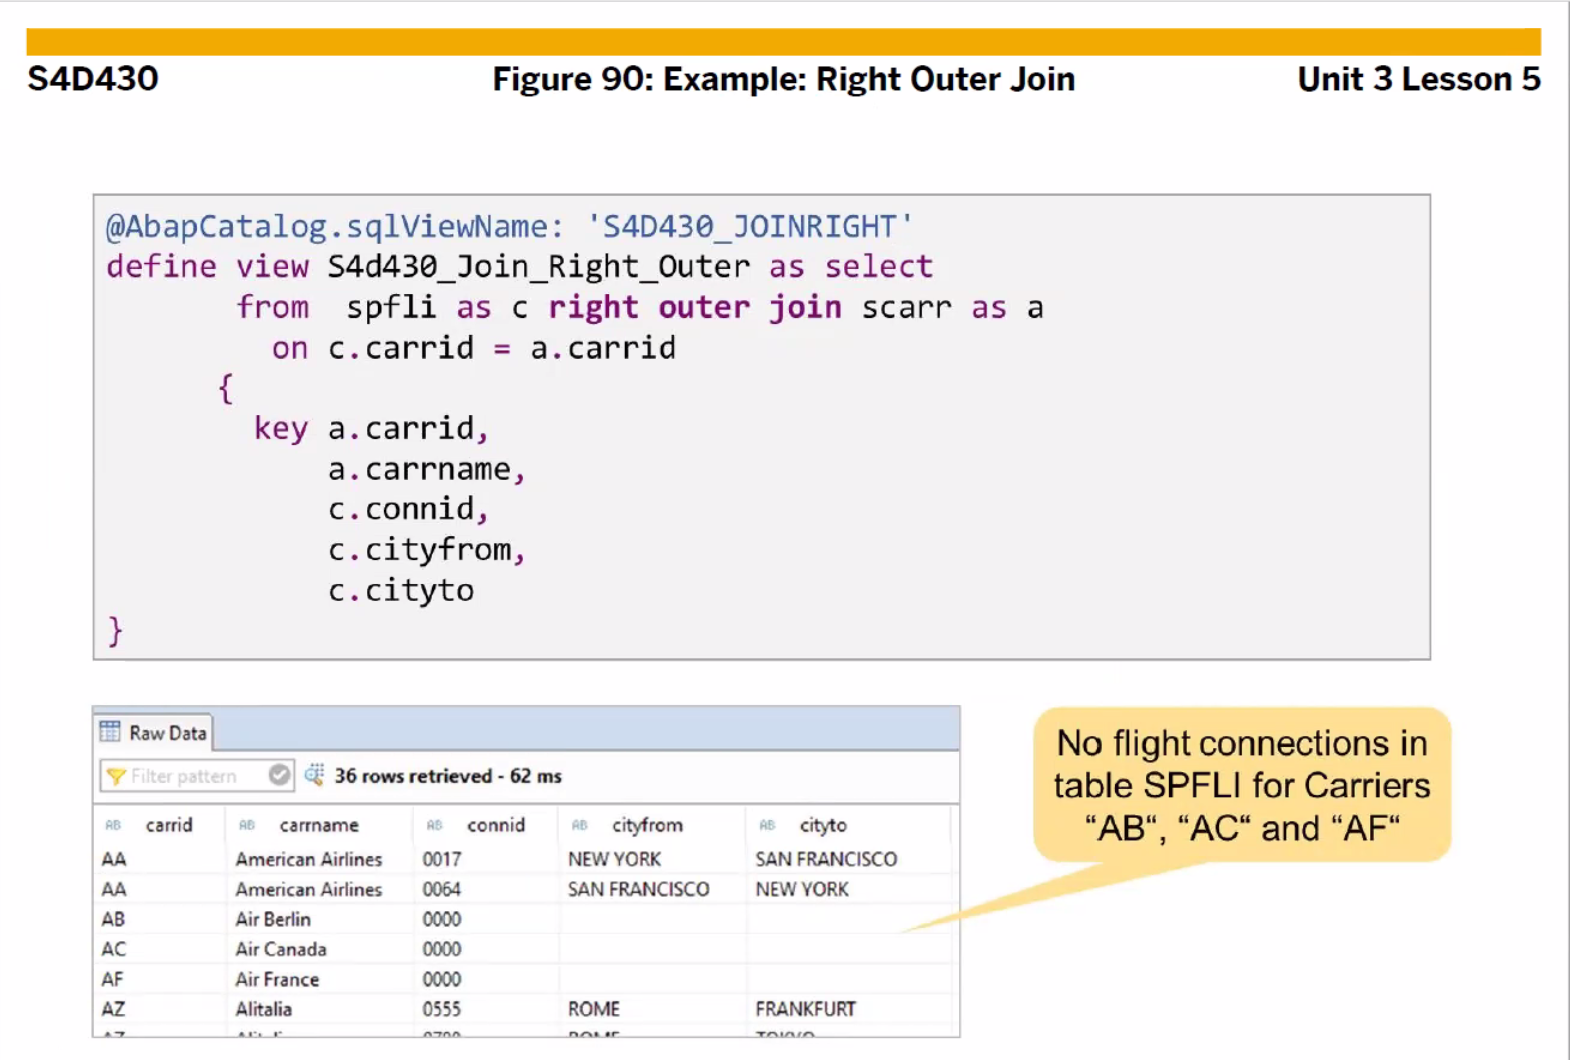 S4D430 Figure 90: Example: Right Outer Join Unit 3 Lesson 5
@AbapCatalog.sqlViewName: 'S4D430_JOINRIGHT'
define view S4d430_Join_Right_Outer as select
from spfli as c right outer join scarr as a
on c.carrid = a.carrid
{
key a.carrid,
a.carrname,
c.connid,
c.cityfrom,
c.cityto
}
Raw Data
Filter pattern 36 rows retrieved - 62 ms
AB carrid AB carrname AB connid AB cityfrom AB cityto
AA American Airlines 0017 NEW YORK SAN FRANCISCO
AA American Airlines 0064 SAN FRANCISCO NEW YORK
AB Air Berlin 0000
AC Air Canada 0000
AF Air France 0000
AZ Alitalia 0555 ROME FRANKFURT
No flight connections in
table SPFLI for Carriers
“AB“, “AC“ and “AF“